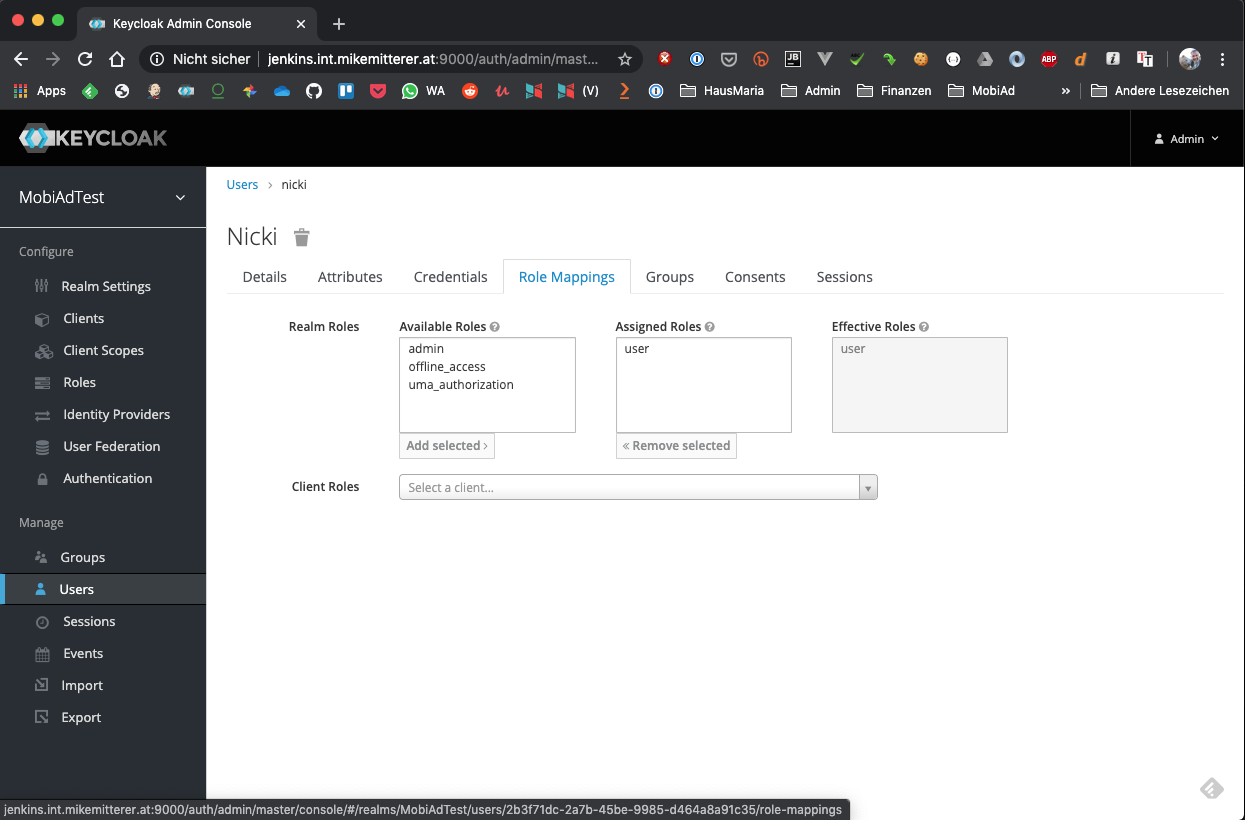 Keycloak Admin Console
Nicht sicher jenkins.int.mikemitterer.at:9000/auth/admin/mast...
JB ABP d i T
Apps WA (V) HausMaria Admin Finanzen MobiAd » Andere Lesezeichen
KEYCLOAK Admin
MobiAdTest
Users › nicki
Nicki
Configure
Realm Settings
Clients
Client Scopes
Roles
Identity Providers
User Federation
Authentication
Manage
Groups
Users
Sessions
Events
Import
Export
Details Attributes Credentials Role Mappings Groups Consents Sessions
Realm Roles Available Roles Assigned Roles Effective Roles
admin user user
offline_access
uma_authorization
Add selected › « Remove selected
Client Roles Select a client...
jenkins.int.mikemitterer.at:9000/auth/admin/master/console/#/realms/MobiAdTest/users/2b3f71dc-2a7b-45be-9985-d464a8a91c35/role-mappings